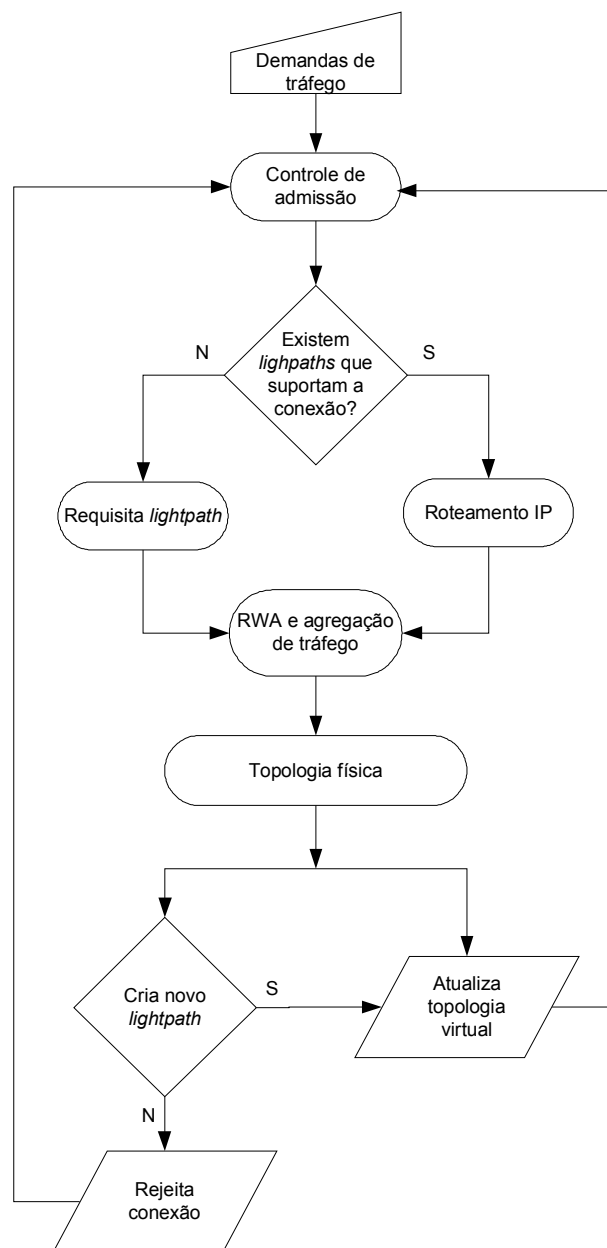 Demandas de
tráfego
Controle de
admissão
Existem
lighpaths que
suportam a
conexão?
N
S
Requisita lightpath
Roteamento IP
RWA e agregação
de tráfego
Topologia física
Cria novo
lightpath
S
Atualiza
topologia
virtual
N
Rejeita
conexão